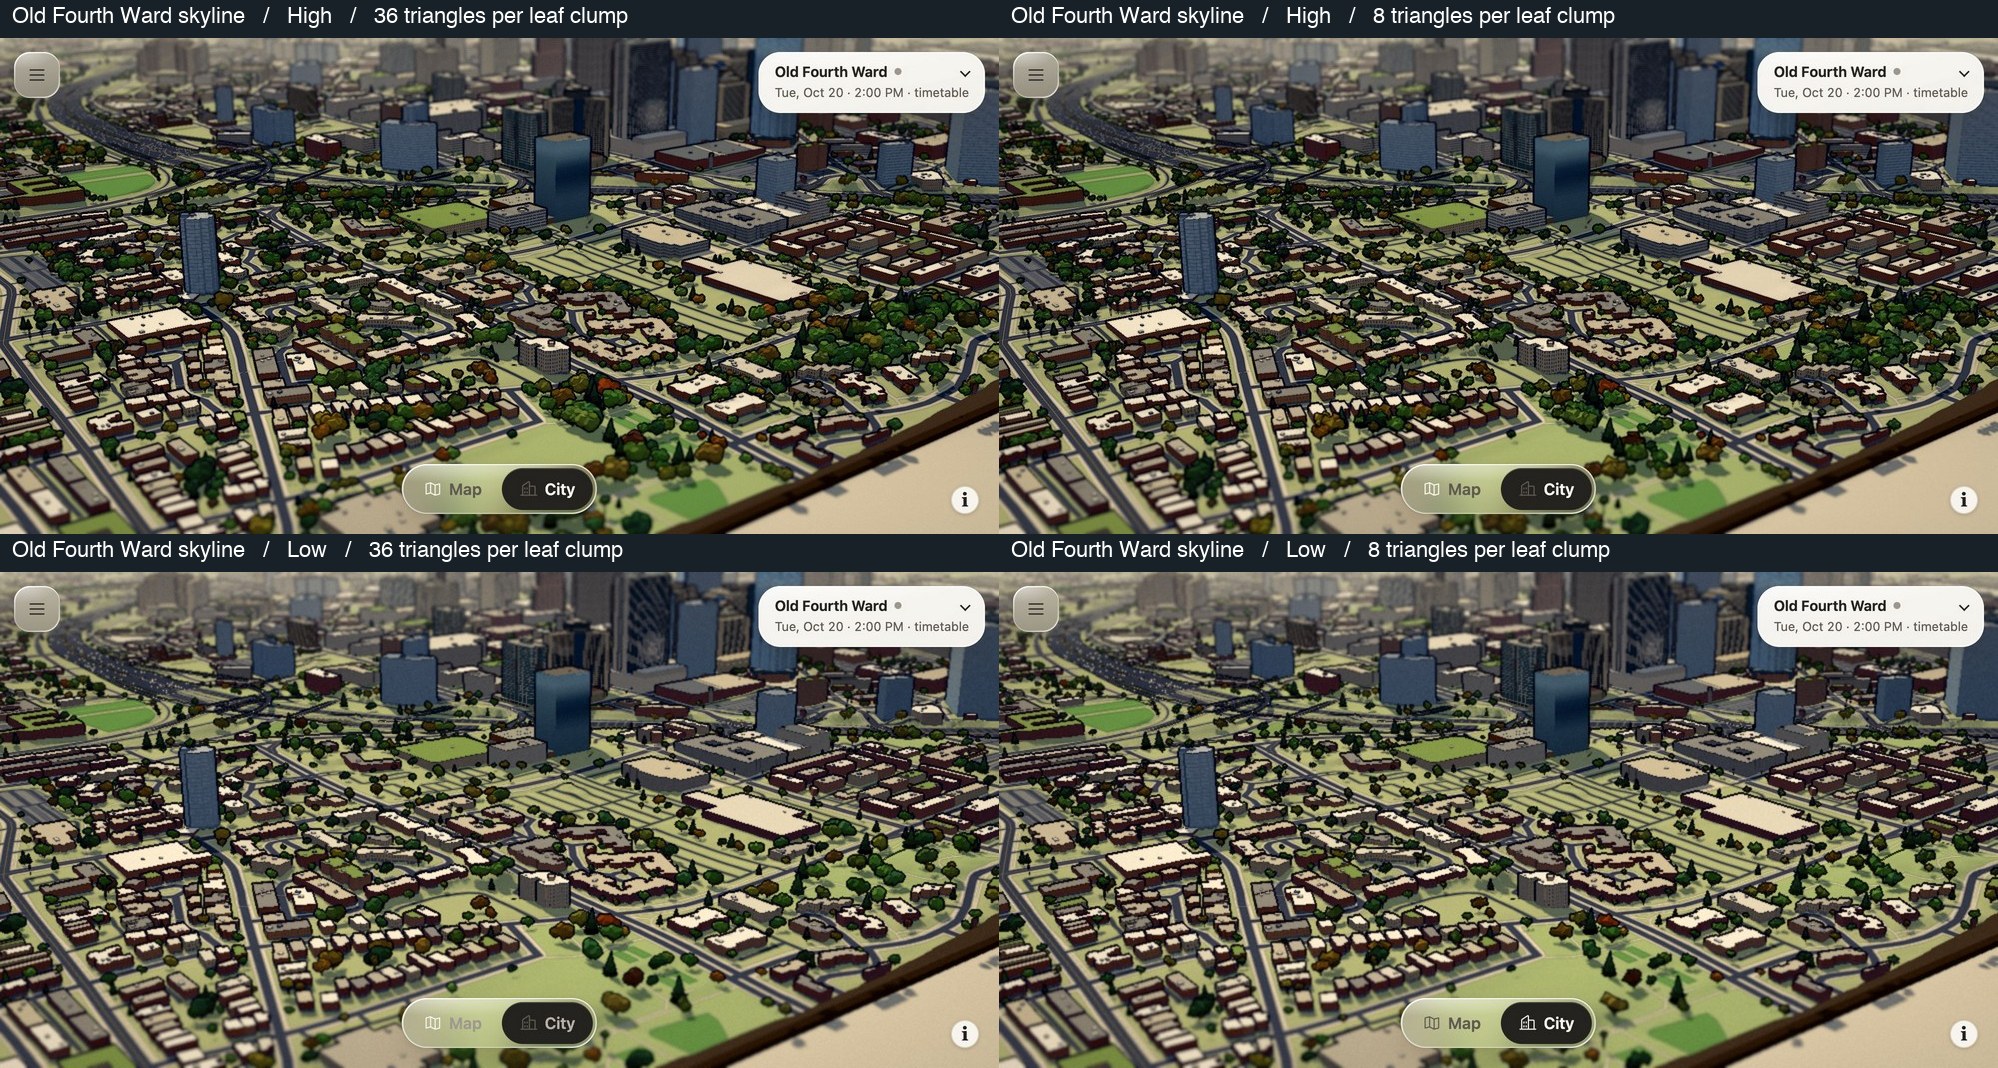 Old Fourth Ward skyline / High / 36 triangles per leaf clump
Old Fourth Ward
Tue, Oct 20 · 2:00 PM · timetable
Map
City
i
Old Fourth Ward skyline / High / 8 triangles per leaf clump
Old Fourth Ward
Tue, Oct 20 · 2:00 PM · timetable
Map
City
i
Old Fourth Ward skyline / Low / 36 triangles per leaf clump
Old Fourth Ward
Tue, Oct 20 · 2:00 PM · timetable
Map
City
i
Old Fourth Ward skyline / Low / 8 triangles per leaf clump
Old Fourth Ward
Tue, Oct 20 · 2:00 PM · timetable
Map
City
i